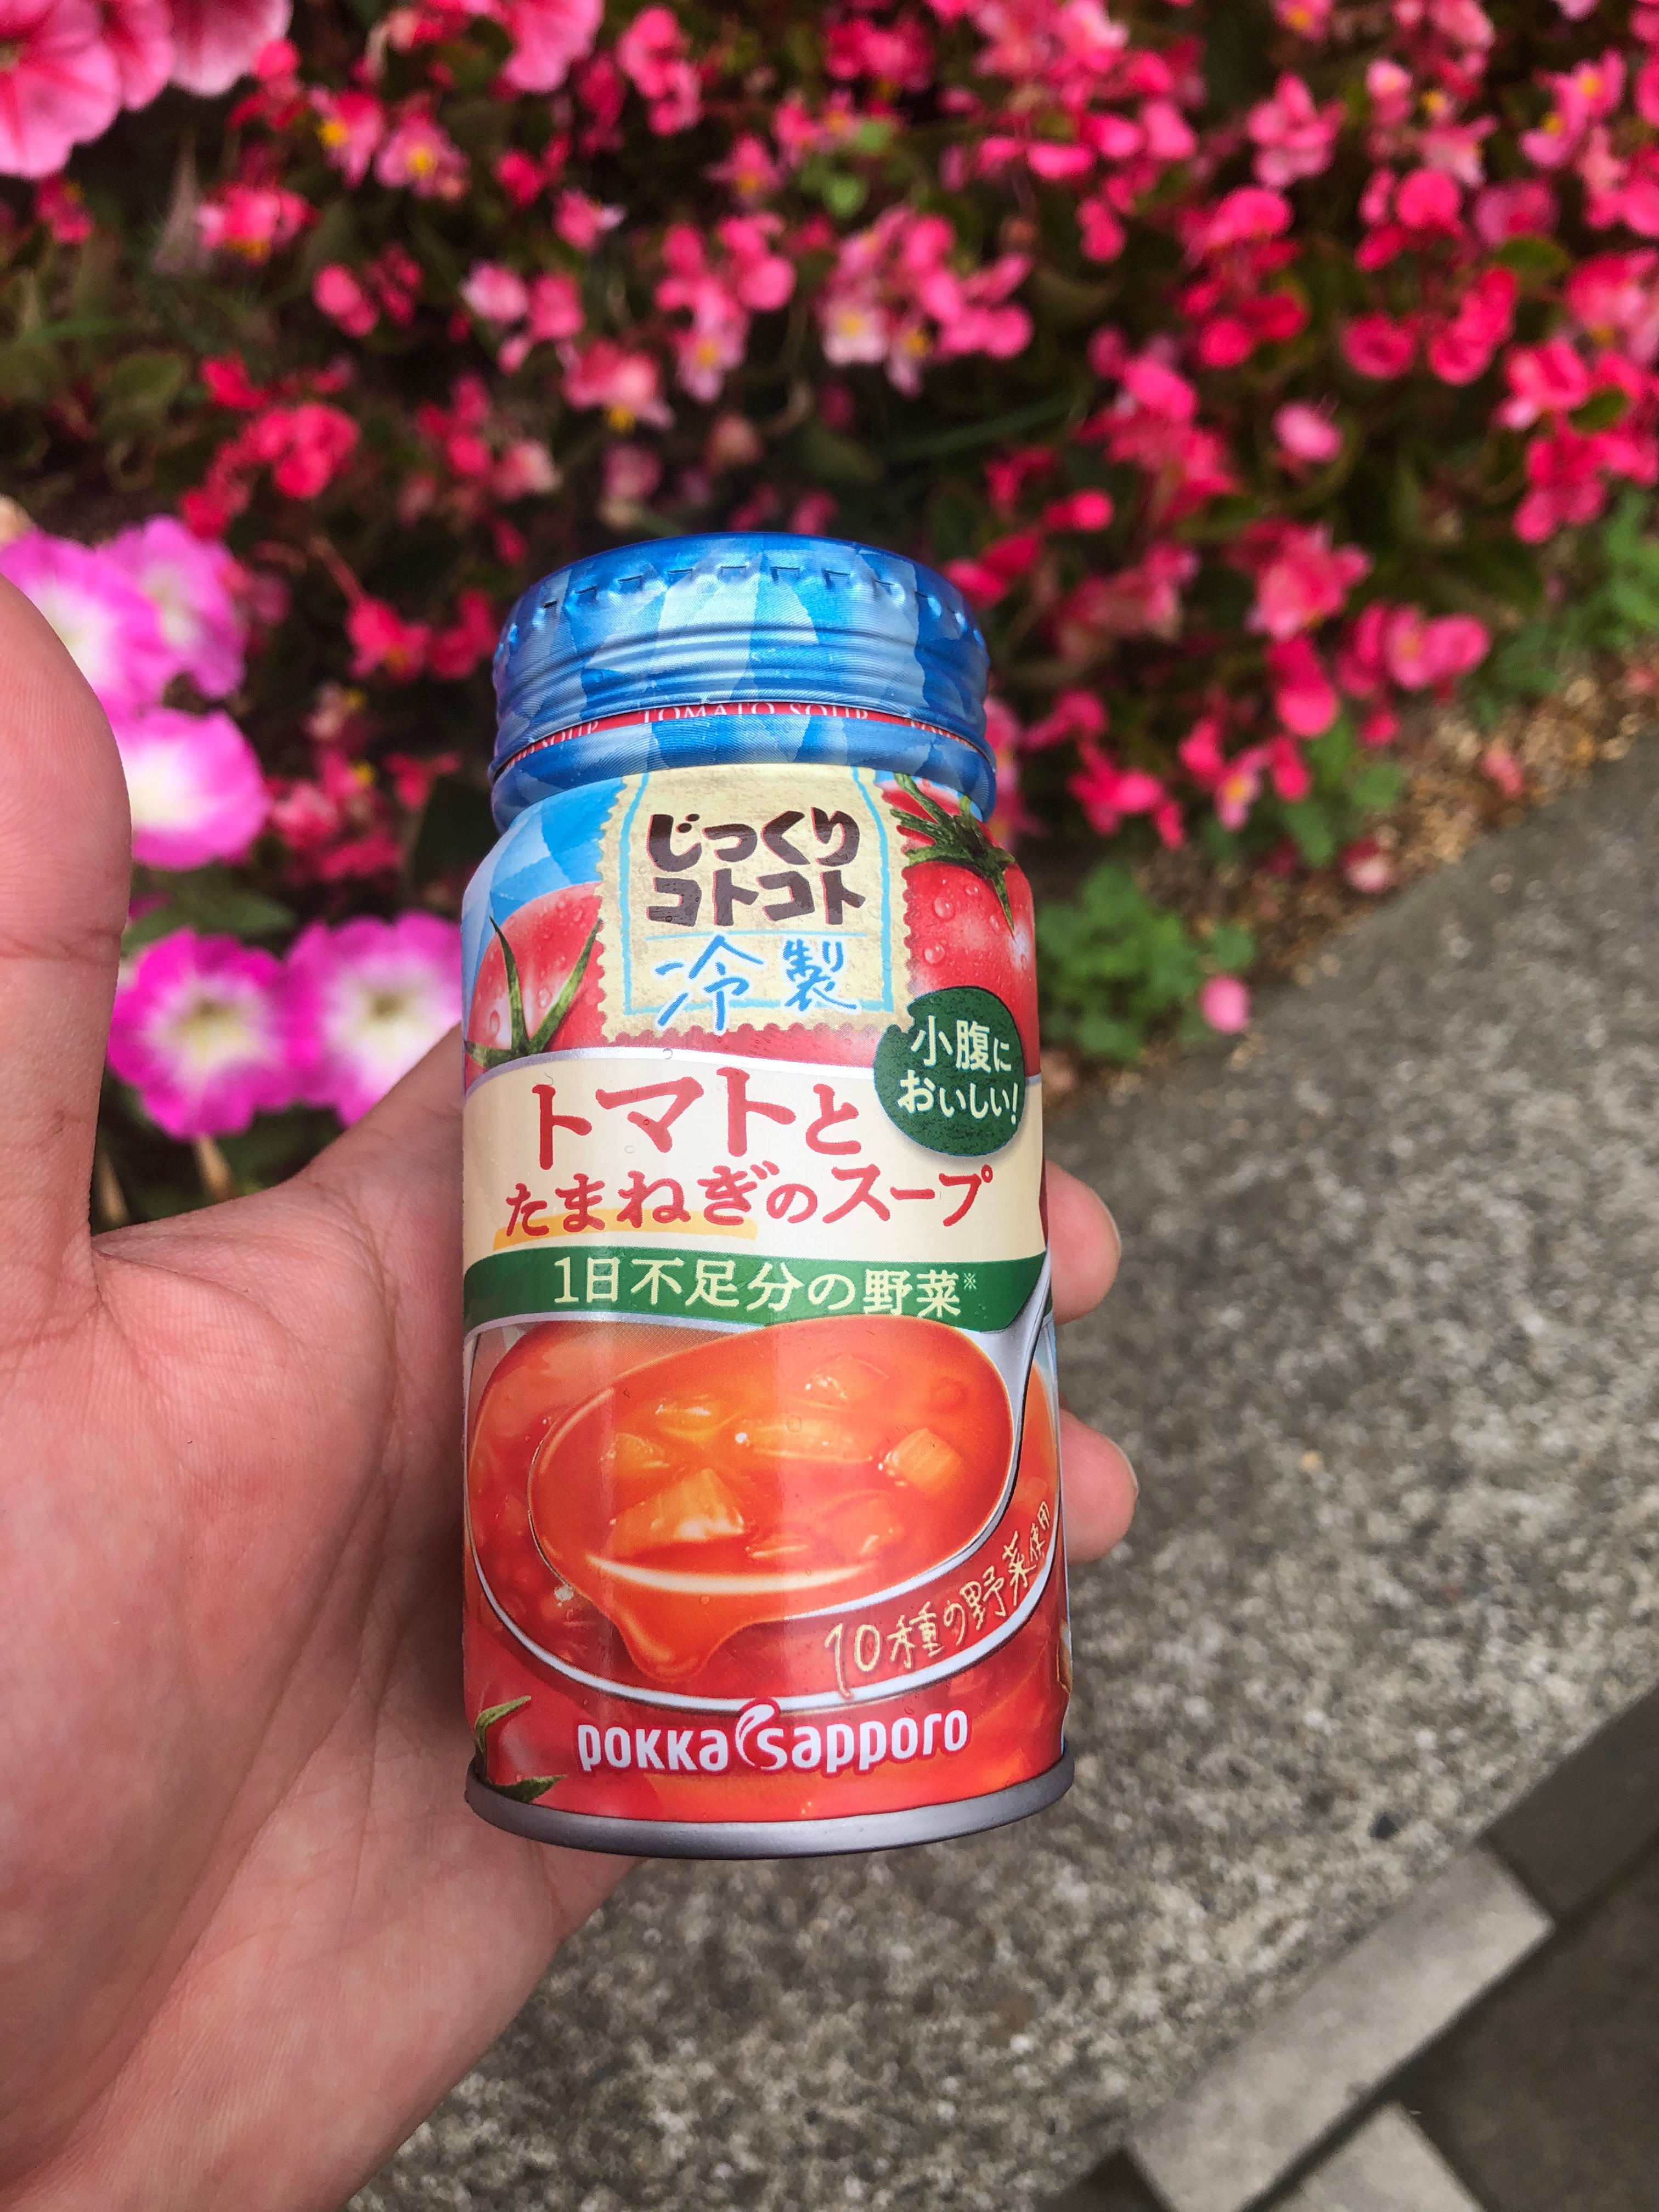 TOMATO SOUP
じっくり
コトコト
冷製
小腹に
おいしい!
トマトと
たまねぎのスープ
1日不足分の野菜※
10種の野菜使用
pokka sapporo